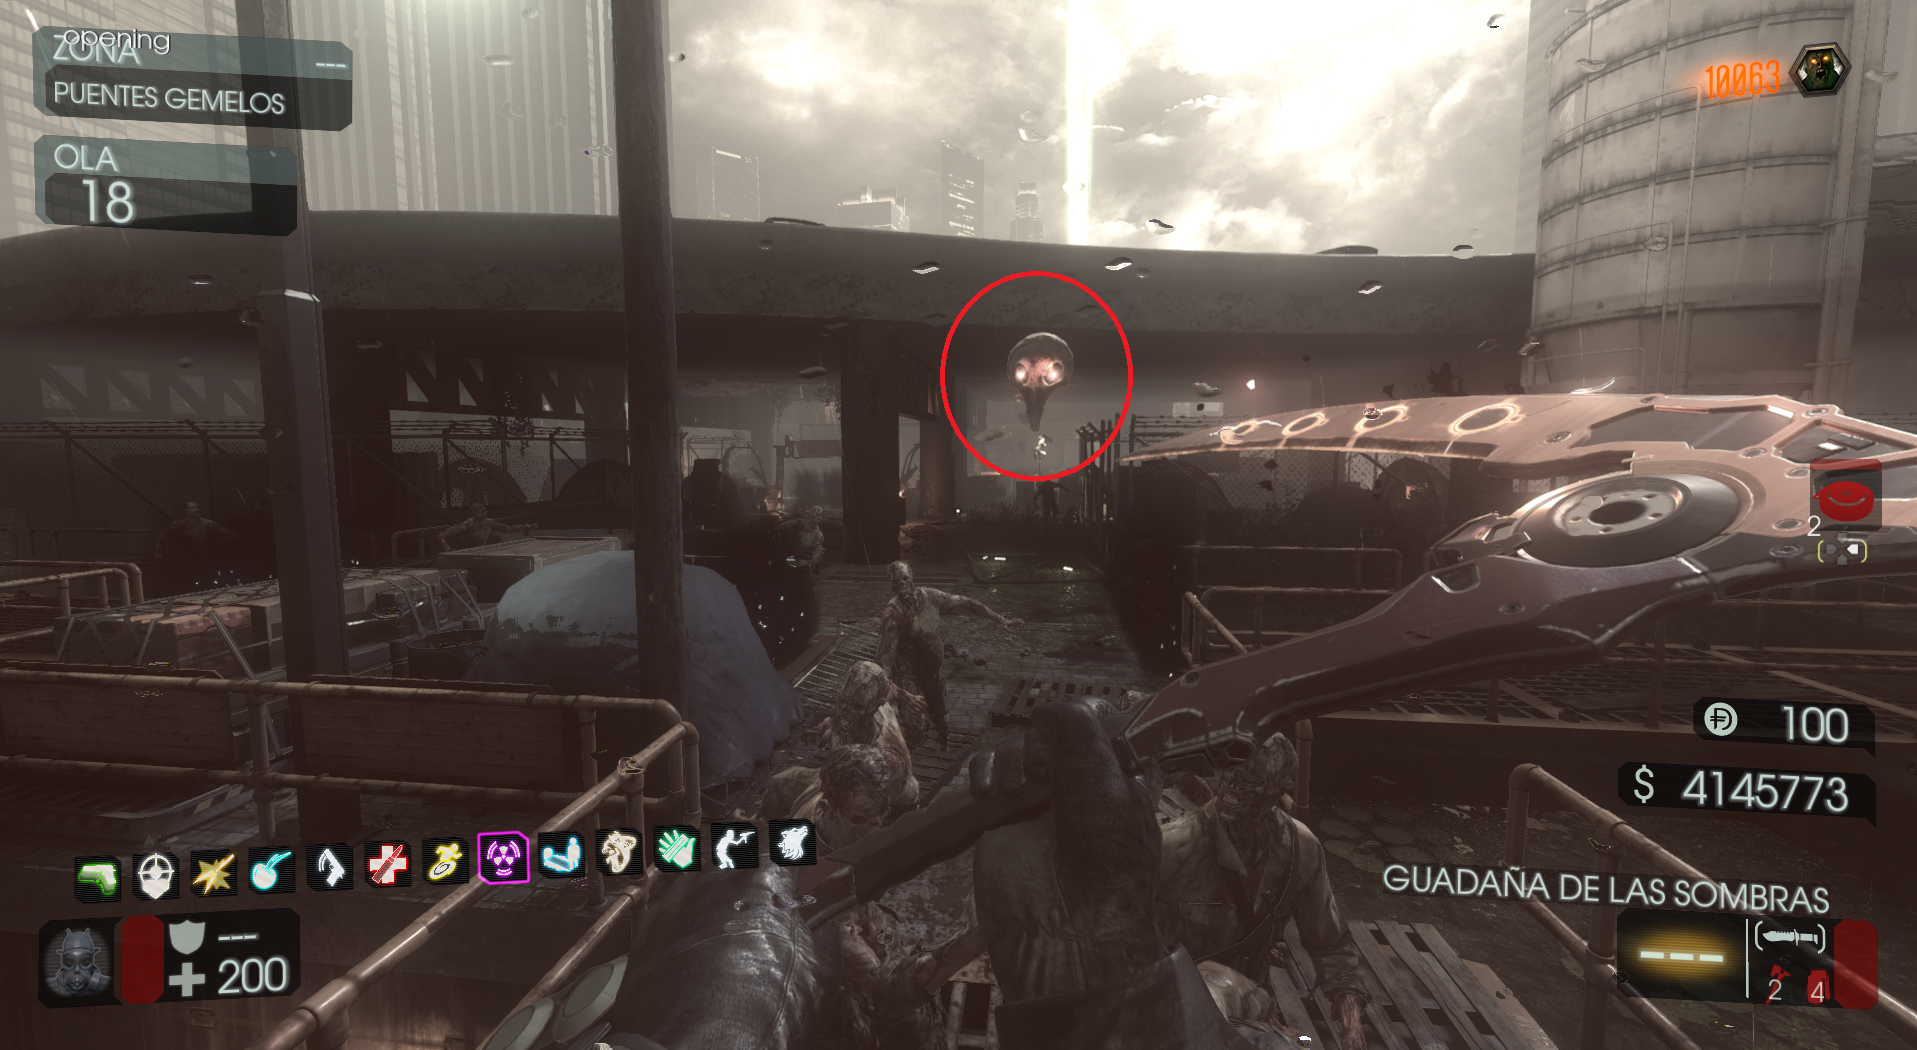 opening
ZONA
---
PUENTES GEMELOS
OLA
18
10063
2
100
$ 4145773
GUADAÑA DE LAS SOMBRAS
---
200
---
2
4